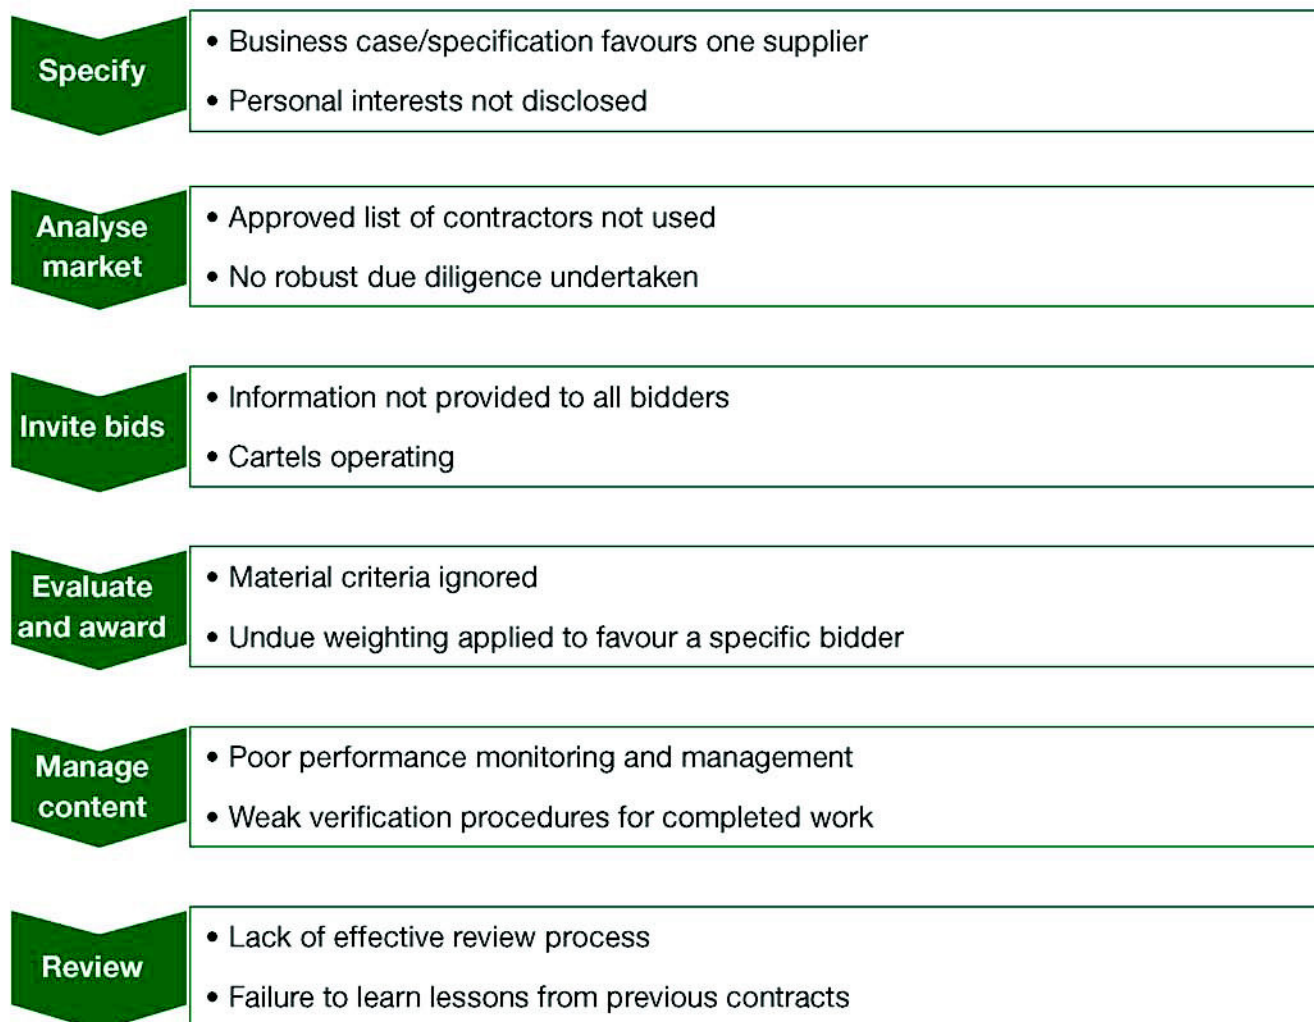 Specify
• Business case/specification favours one supplier
• Personal interests not disclosed
Analyse
market
• Approved list of contractors not used
• No robust due diligence undertaken
Invite bids
• Information not provided to all bidders
• Cartels operating
Evaluate
and award
• Material criteria ignored
• Undue weighting applied to favour a specific bidder
Manage
content
• Poor performance monitoring and management
• Weak verification procedures for completed work
Review
• Lack of effective review process
• Failure to learn lessons from previous contracts